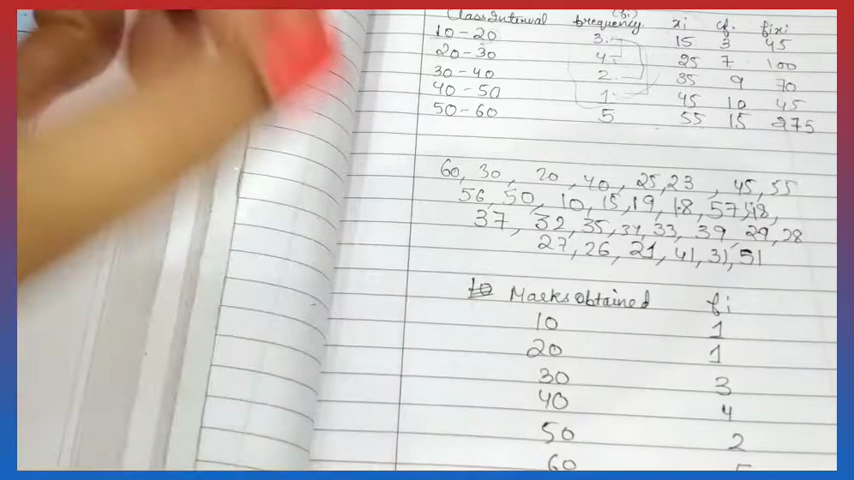 Class Interval frequency (fi) xi cf. fixi
10-20 3 15 3 45
20-30 4 25 7 100
30-40 2 35 9 70
40-50 1 45 10 45
50-60 5 55 15 275
60, 30, 20, 40, 25, 23, 45, 55
56, 50, 10, 15, 19, 18, 57, 48,
37, 32, 35, 34, 33, 39, 29, 28
27, 26, 21, 41, 31, 51
Marks obtained fi
10 1
20 1
30 3
40 4
50 2
60